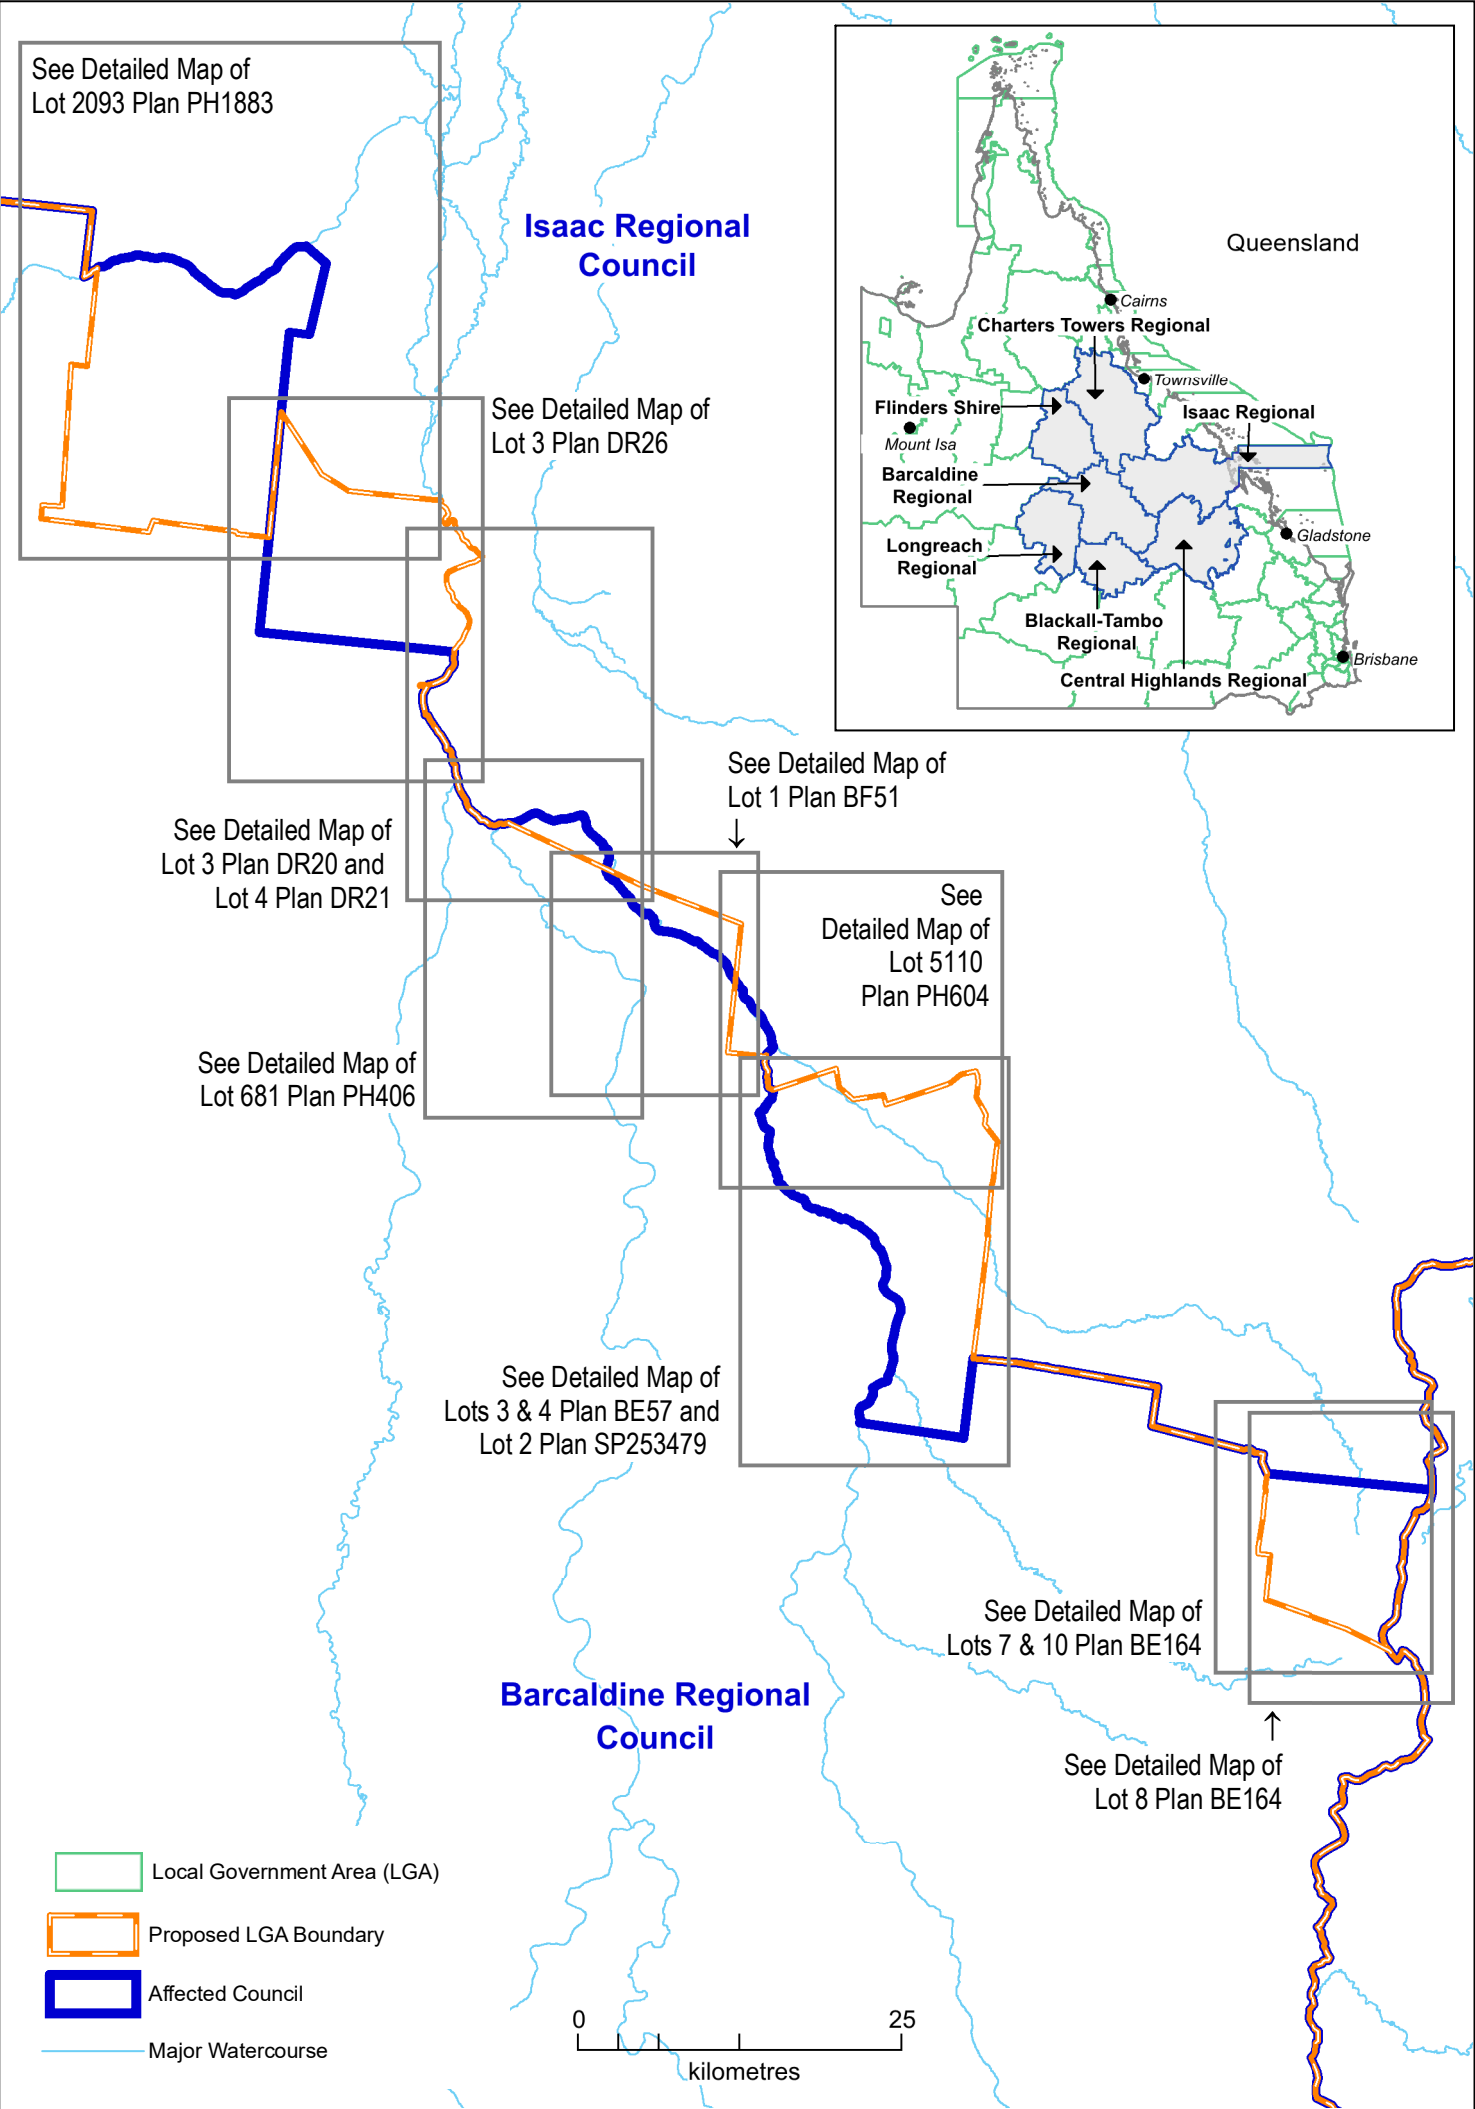 See Detailed Map of
Lot 2093 Plan PH1883
Isaac Regional
Council
Queensland
Cairns
Charters Towers Regional
Townsville
Flinders Shire
Isaac Regional
Mount Isa
Barcaldine
Regional
Gladstone
Longreach
Regional
Blackall-Tambo
Regional
Brisbane
Central Highlands Regional
See Detailed Map of
Lot 3 Plan DR26
See Detailed Map of
Lot 1 Plan BF51
See Detailed Map of
Lot 3 Plan DR20 and
Lot 4 Plan DR21
See
Detailed Map of
Lot 5110
Plan PH604
See Detailed Map of
Lot 681 Plan PH406
See Detailed Map of
Lots 3 & 4 Plan BE57 and
Lot 2 Plan SP253479
See Detailed Map of
Lots 7 & 10 Plan BE164
Barcaldine Regional
Council
See Detailed Map of
Lot 8 Plan BE164
Local Government Area (LGA)
Proposed LGA Boundary
Affected Council
Major Watercourse
0 25
kilometres